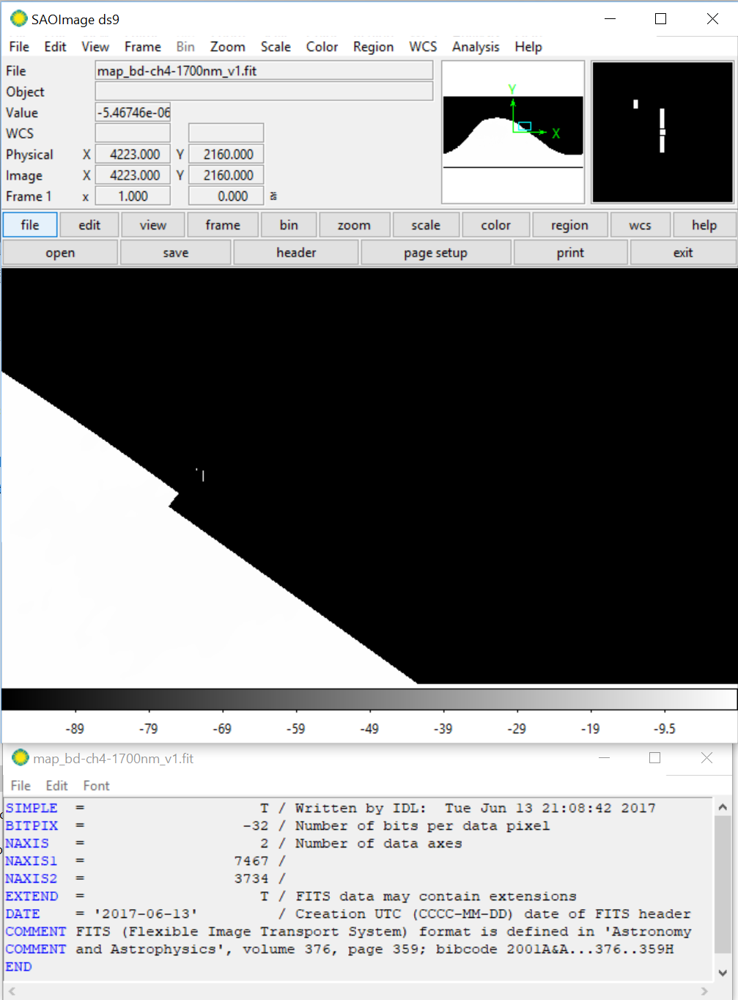 SAOImage ds9
File Edit View Frame Bin Zoom Scale Color Region WCS Analysis Help
File map_bd-ch4-1700nm_v1.fit
Object
Value -5.46746e-06
WCS
Physical X 4223.000 Y 2160.000
Image X 4223.000 Y 2160.000
Frame 1 x 1.000 0.000
Y
X
file edit view frame bin zoom scale color region wcs help
open save header page setup print exit
-89 -79 -69 -59 -49 -39 -29 -19 -9.5
map_bd-ch4-1700nm_v1.fit
File Edit Font
SIMPLE = T / Written by IDL: Tue Jun 13 21:08:42 2017
BITPIX = -32 / Number of bits per data pixel
NAXIS = 2 / Number of data axes
NAXIS1 = 7467 /
NAXIS2 = 3734 /
EXTEND = T / FITS data may contain extensions
DATE = '2017-06-13' / Creation UTC (CCCC-MM-DD) date of FITS header
COMMENT FITS (Flexible Image Transport System) format is defined in 'Astronomy
COMMENT and Astrophysics', volume 376, page 359; bibcode 2001A&A...376..359H
END